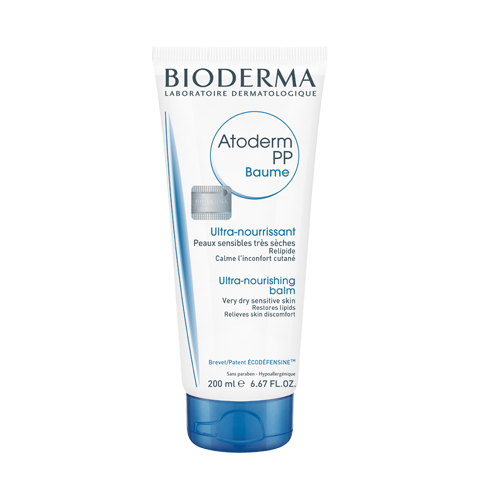 BIODERMA
LABORATOIRE DERMATOLOGIQUE
Atoderm
PP
Baume
Ultra-nourrissant
Peaux sensibles très sèches
Relipide
Calme l'inconfort cutané
Ultra-nourishing
balm
Very dry sensitive skin
Restores lipids
Relieves skin discomfort
Brevet/Patent ÉCODÉFENSINE™
Sans paraben - Hypoallergénique
200 ml ℮ 6.67 FL.OZ.